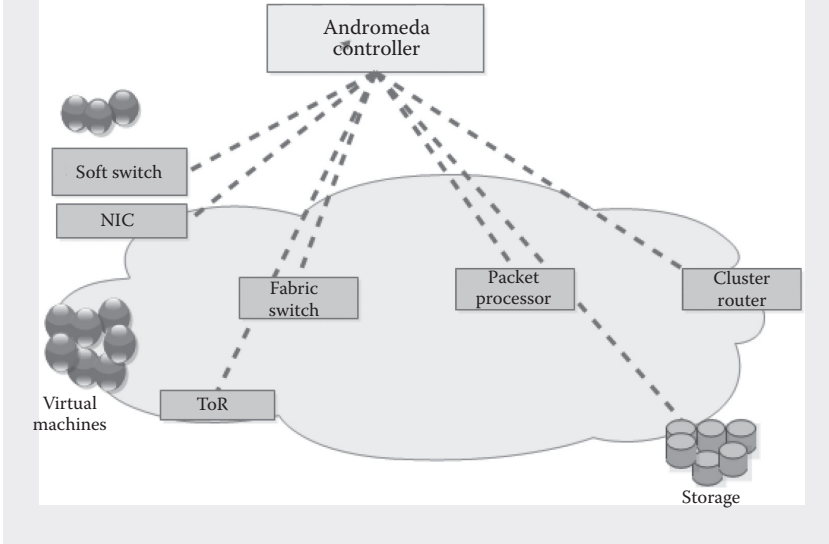 Andromeda
controller
Soft switch
NIC
Fabric
switch
Packet
processor
Cluster
router
ToR
Virtual
machines
Storage